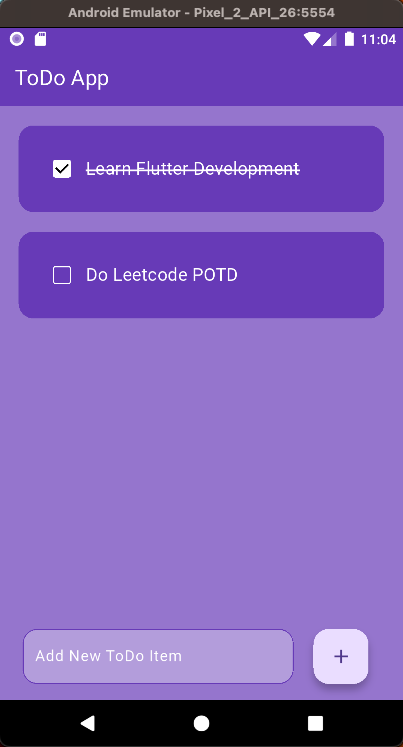 Android Emulator - Pixel_2_API_26:5554
11:04
ToDo App
Learn Flutter Development
Do Leetcode POTD
Add New ToDo Item
+